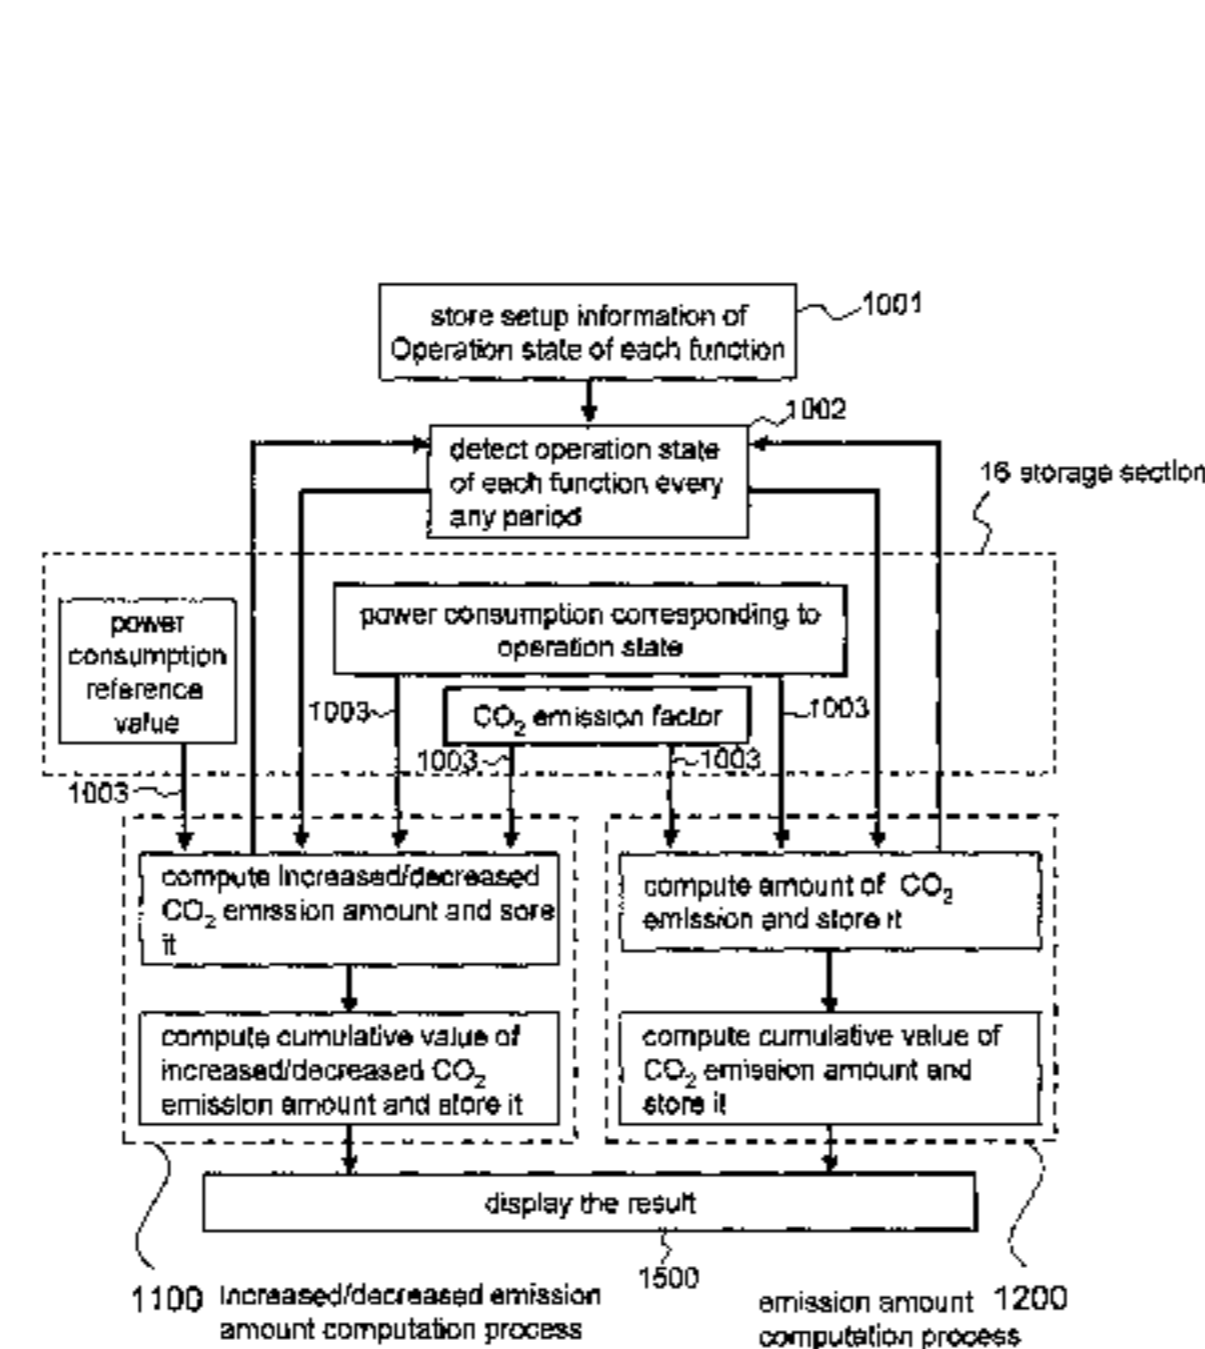 store setup information of
Operation state of each function
1001
1002
detect operation state
of each function every
any period
16 storage section
power
consumption
reference
value
power consumption corresponding to
operation state
1003
CO₂ emission factor
1003
1003
1003
1003
compute increased/decreased
CO₂ emission amount and sore
it
compute amount of CO₂
emission and store it
compute cumulative value of
increased/decreased CO₂
emission amount and store it
compute cumulative value of
CO₂ emission amount and
store it
display the result
1500
1100 Increased/decreased emission
amount computation process
emission amount 1200
computation process